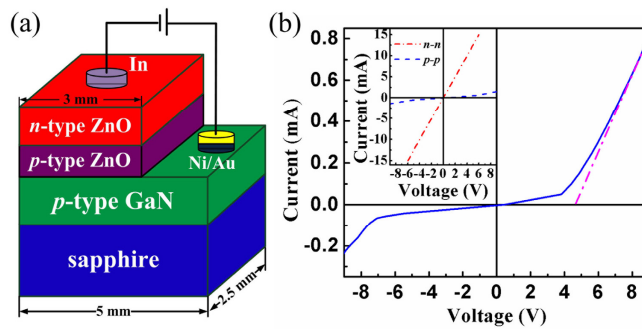 (a)
In
3 mm
n-type ZnO
p-type ZnO
Ni/Au
p-type GaN
sapphire
5 mm
2.5 mm
(b)
Current (mA)
0.8
0.6
0.4
0.2
0.0
-0.2
-8 -6 -4 -2 0 2 4 6 8
Voltage (V)
Current (mA)
15
10
5
0
-5
-10
-15
n-n
p-p
-8 -6 -4 -2 0 2 4 6 8
Voltage (V)